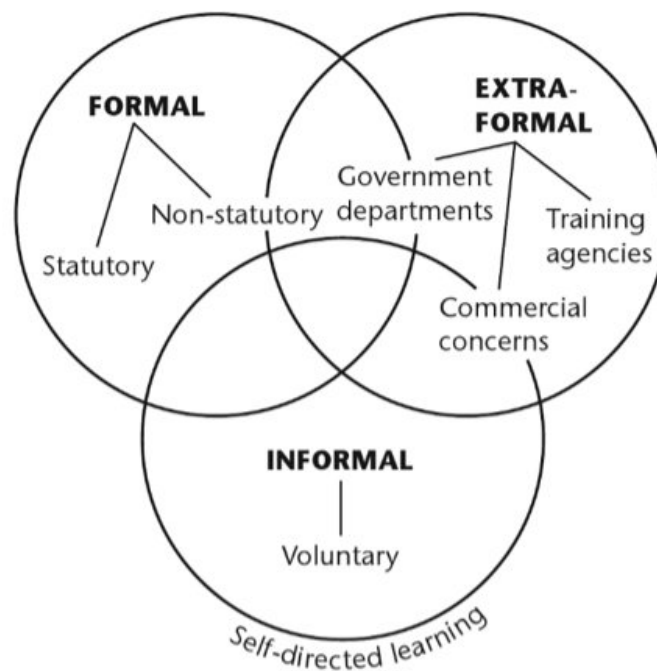 FORMAL
EXTRA-
FORMAL
Government
departments
Non-statutory
Training
agencies
Statutory
Commercial
concerns
INFORMAL
Voluntary
Self-directed learning